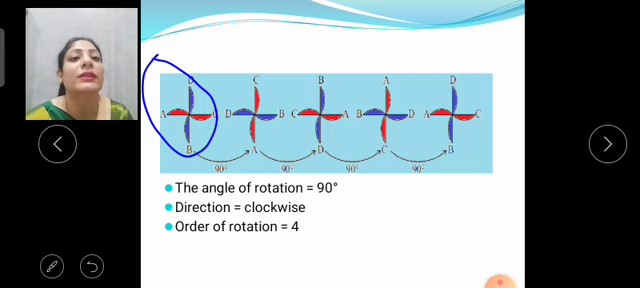 D C B A D
A C D B C A B D A C
B A D C B
90° 90° 90° 90°
The angle of rotation = 90°
Direction = clockwise
Order of rotation = 4